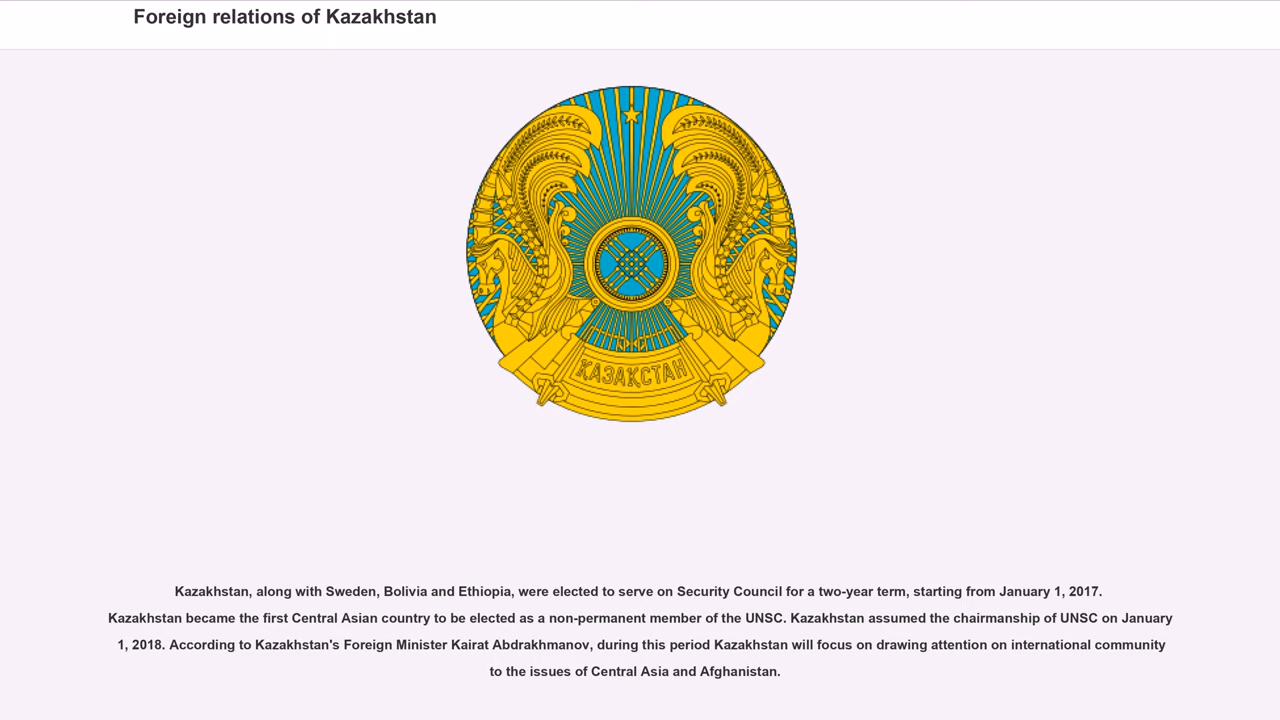 Foreign relations of Kazakhstan
ҚАЗАҚСТАН
Kazakhstan, along with Sweden, Bolivia and Ethiopia, were elected to serve on Security Council for a two-year term, starting from January 1, 2017.
Kazakhstan became the first Central Asian country to be elected as a non-permanent member of the UNSC. Kazakhstan assumed the chairmanship of UNSC on January
1, 2018. According to Kazakhstan's Foreign Minister Kairat Abdrakhmanov, during this period Kazakhstan will focus on drawing attention on international community
to the issues of Central Asia and Afghanistan.